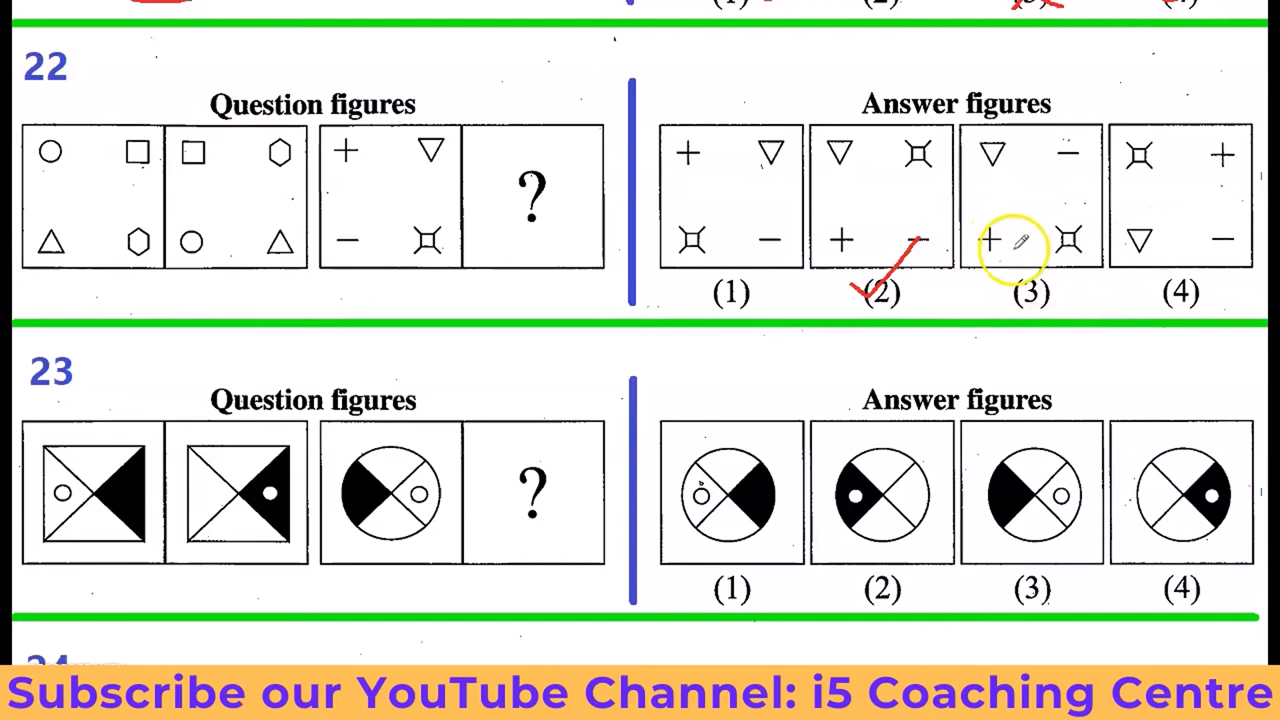 22
Question figures
Answer figures
?
(1) (2) (3) (4)
23
Question figures
Answer figures
?
(1) (2) (3) (4)
Subscribe our YouTube Channel: i5 Coaching Centre